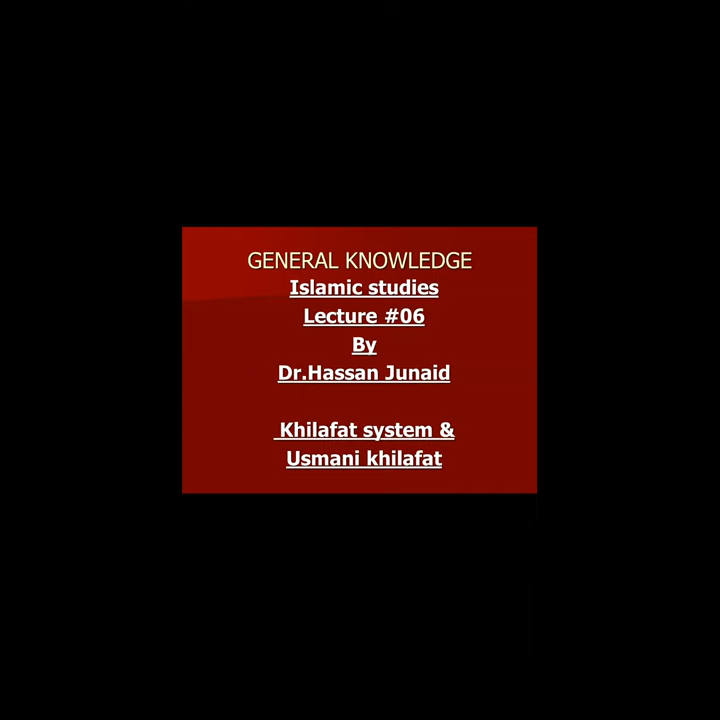 GENERAL KNOWLEDGE
Islamic studies
Lecture #06
By
Dr.Hassan Junaid
Khilafat system &
Usmani khilafat